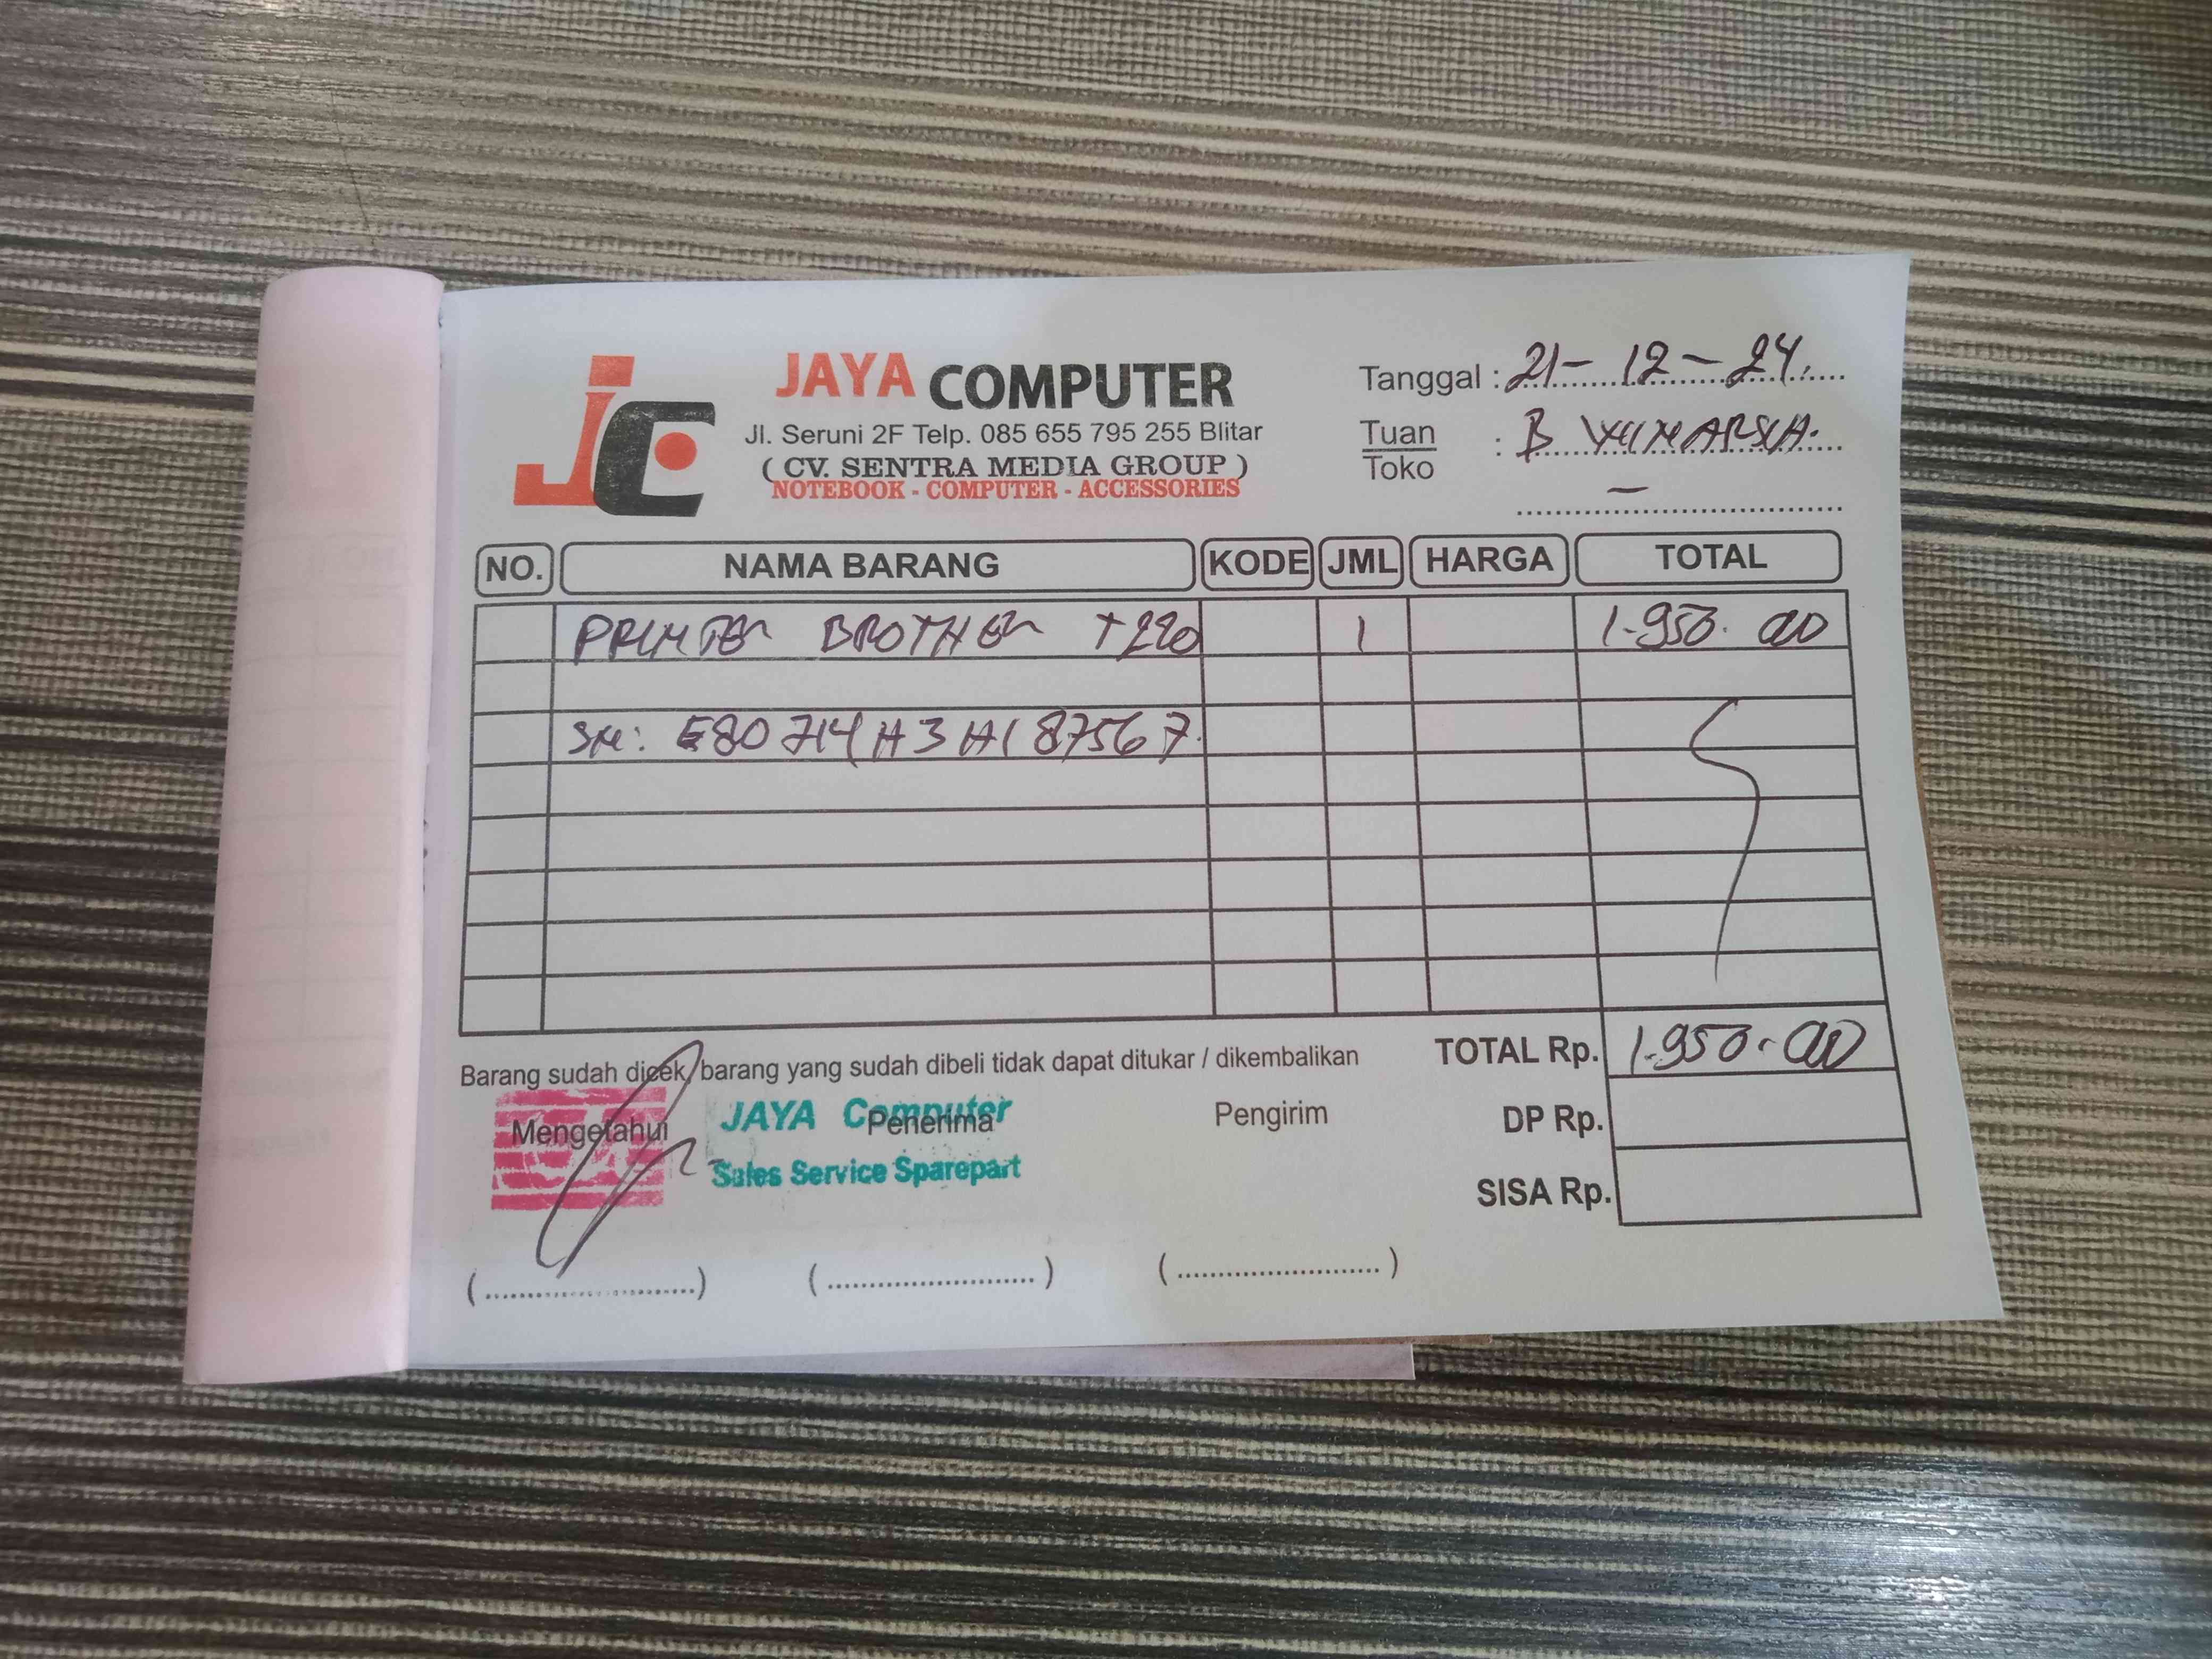 JAYA COMPUTER
Jl. Seruni 2F Telp. 085 655 795 255 Blitar
( CV. SENTRA MEDIA GROUP )
NOTEBOOK - COMPUTER - ACCESSORIES
Tanggal : 21 - 12 - 24.
Tuan
Toko : B
NO. NAMA BARANG KODE JML HARGA TOTAL
PRINTER BROTHER T220 1 1.950.000
SN: E80714H3H187567
Barang sudah dicek, barang yang sudah dibeli tidak dapat ditukar / dikembalikan
TOTAL Rp. 1.950.000
Mengetahui Penerima Pengirim
JAYA Computer
Sales Service Sparepart
DP Rp.
SISA Rp.
(..............................) (..............................) (..............................)